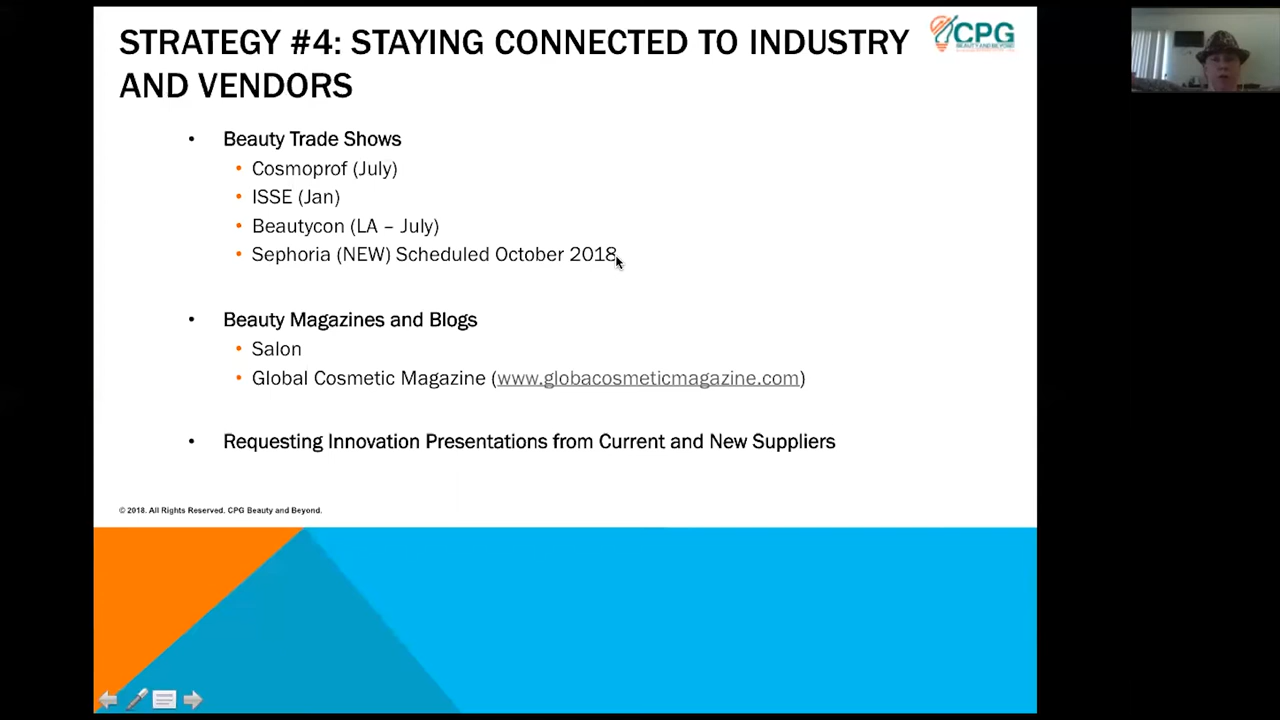 STRATEGY #4: STAYING CONNECTED TO INDUSTRY
AND VENDORS
CPG
BEAUTY AND BEYOND
• Beauty Trade Shows
• Cosmoprof (July)
• ISSE (Jan)
• Beautycon (LA – July)
• Sephoria (NEW) Scheduled October 2018
• Beauty Magazines and Blogs
• Salon
• Global Cosmetic Magazine (www.globacosmeticmagazine.com)
• Requesting Innovation Presentations from Current and New Suppliers
© 2018. All Rights Reserved. CPG Beauty and Beyond.